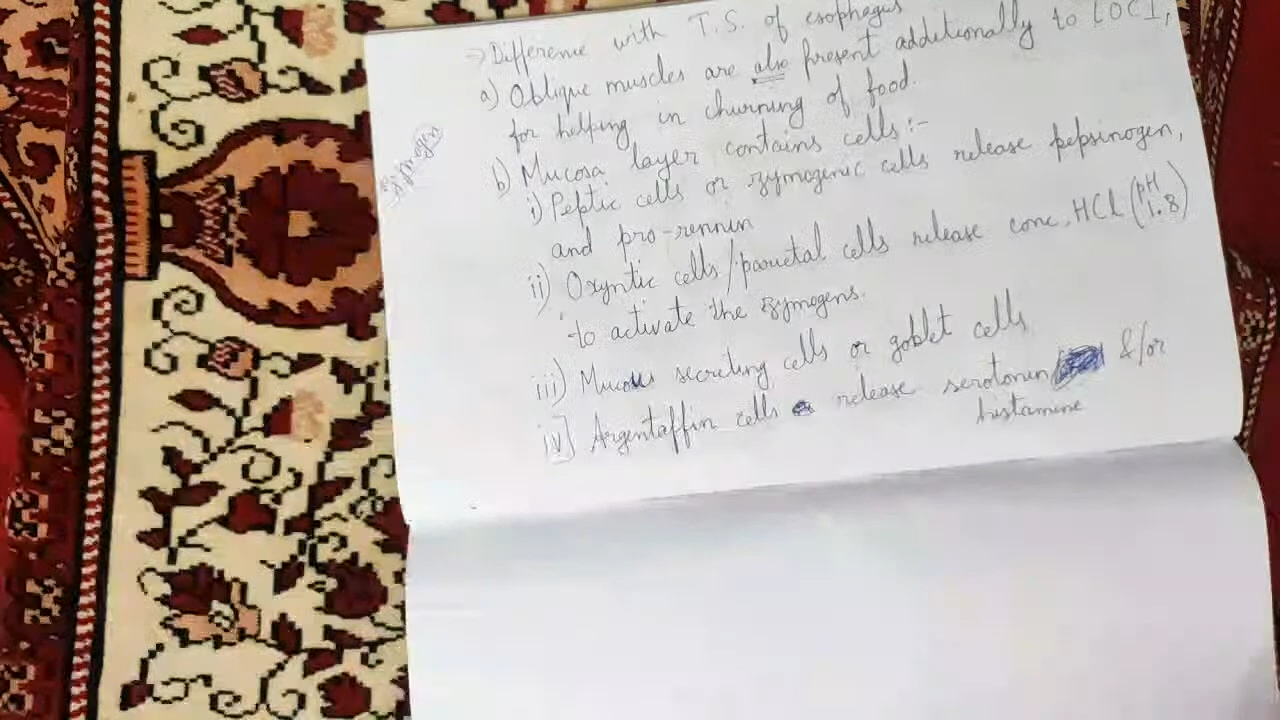 → Difference with T.S. of esophagus
a) Oblique muscles are also present additionally to LOCI,
for helping in churning of food.
b) Mucosa layer contains cells :-
i) Peptic cells or zymogenic cells release pepsinogen,
and pro-rennin
ii) Oxyntic cells/parietal cells release conc. HCl (pH 1.8)
to activate the zymogens.
iii) Mucous secreting cells or goblet cells
iv) Argentaffin cells release serotonin &/or
histamine